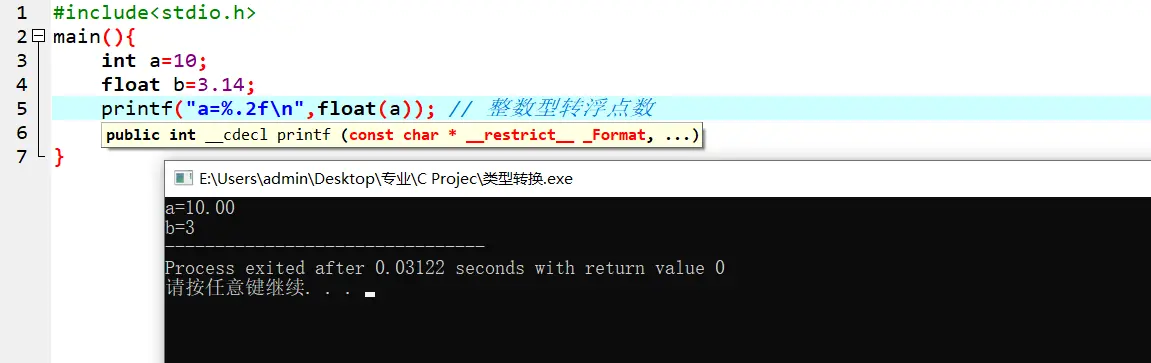 1 #include<stdio.h>
2 main(){
3 int a=10;
4 float b=3.14;
5 printf("a=%.2f\n",float(a)); // 整数型转浮点数
6 public int __cdecl printf (const char * __restrict__ _Format, ...)
7 }
E:\Users\admin\Desktop\专业\C Projec\类型转换.exe
a=10.00
b=3
--------------------------------
Process exited after 0.03122 seconds with return value 0
请按任意键继续. . .